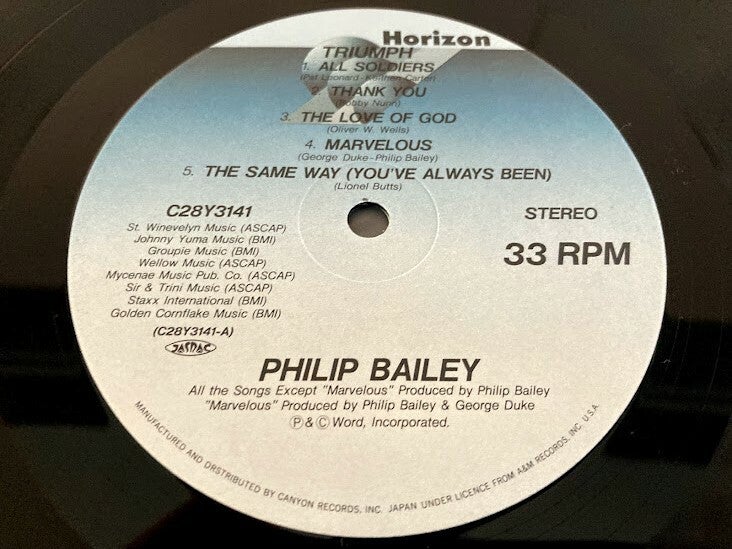 Horizon
TRIUMPH
1. ALL SOLDIERS
(Pat Leonard-Keithen Carter)
2. THANK YOU
(Bobby Nunn)
3. THE LOVE OF GOD
(Oliver W. Wells)
4. MARVELOUS
(George Duke-Philip Bailey)
5. THE SAME WAY (YOU'VE ALWAYS BEEN)
(Lionel Butts)
C28Y3141
STEREO
St. Winevelyn Music (ASCAP)
Johnny Yuma Music (BMI)
Groupie Music (BMI)
33 RPM
Wellow Music (ASCAP)
Mycenae Music Pub. Co. (ASCAP)
Sir & Trini Music (ASCAP)
Staxx International (BMI)
Golden Cornflake Music (BMI)
(C28Y3141-A)
JASRAC
PHILIP BAILEY
All the Songs Except "Marvelous" Produced by Philip Bailey
"Marvelous" Produced by Philip Bailey & George Duke
Ⓟ & Ⓒ Word, Incorporated.
MANUFACTURED AND DRSTRIBUTED BY CANYON RECORDS, INC. JAPAN UNDER LICENCE FROM A&M RECORDS, INC. U.S.A.